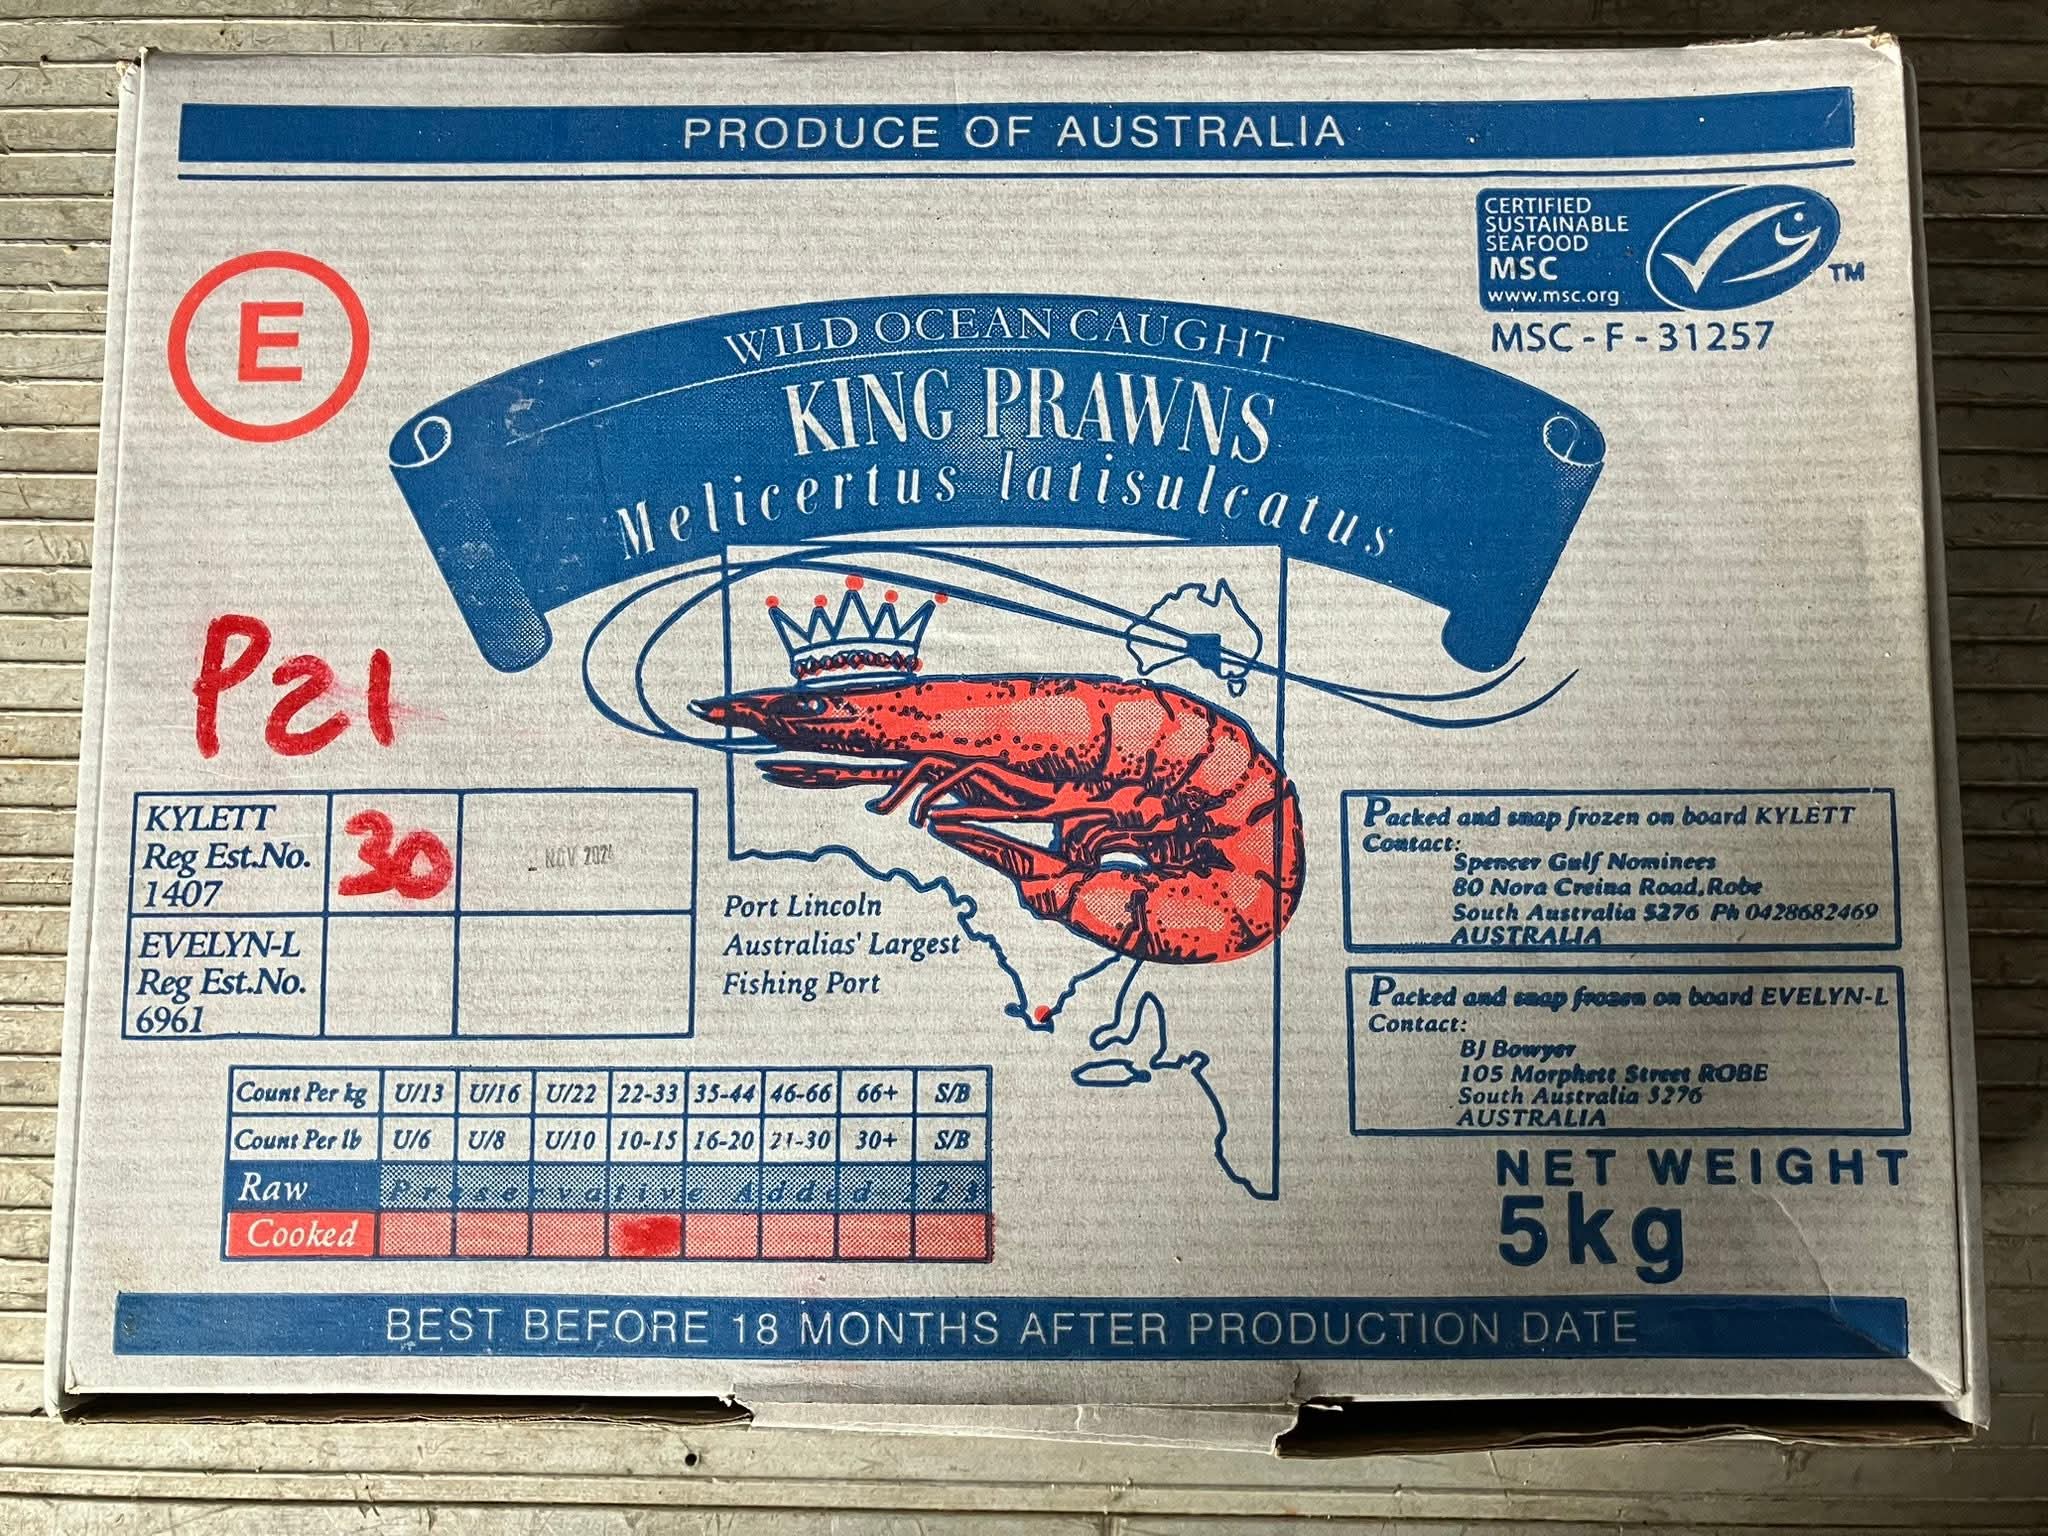 PRODUCE OF AUSTRALIA
CERTIFIED
SUSTAINABLE
SEAFOOD
MSC
www.msc.org
TM
MSC - F - 31257
E
WILD OCEAN CAUGHT
KING PRAWNS
Melicertus latisulcatus
P21
KYLETT
Reg Est.No.
1407
30
NOV 2024
EVELYN-L
Reg Est.No.
6961
Port Lincoln
Australias' Largest
Fishing Port
Packed and snap frozen on board KYLETT
Contact:
Spencer Gulf Nominees
80 Nora Creina Road, Robe
South Australia 5276 Ph 0428682469
AUSTRALIA
Packed and snap frozen on board EVELYN-L
Contact:
BJ Bowyer
105 Morphett Street ROBE
South Australia 5276
AUSTRALIA
Count Per kg U/13 U/16 U/22 22-33 35-44 46-66 66+ S/B
Count Per lb U/6 U/8 U/10 10-15 16-20 21-30 30+ S/B
Raw Preservative Added
Cooked
NET WEIGHT
5kg
BEST BEFORE 18 MONTHS AFTER PRODUCTION DATE